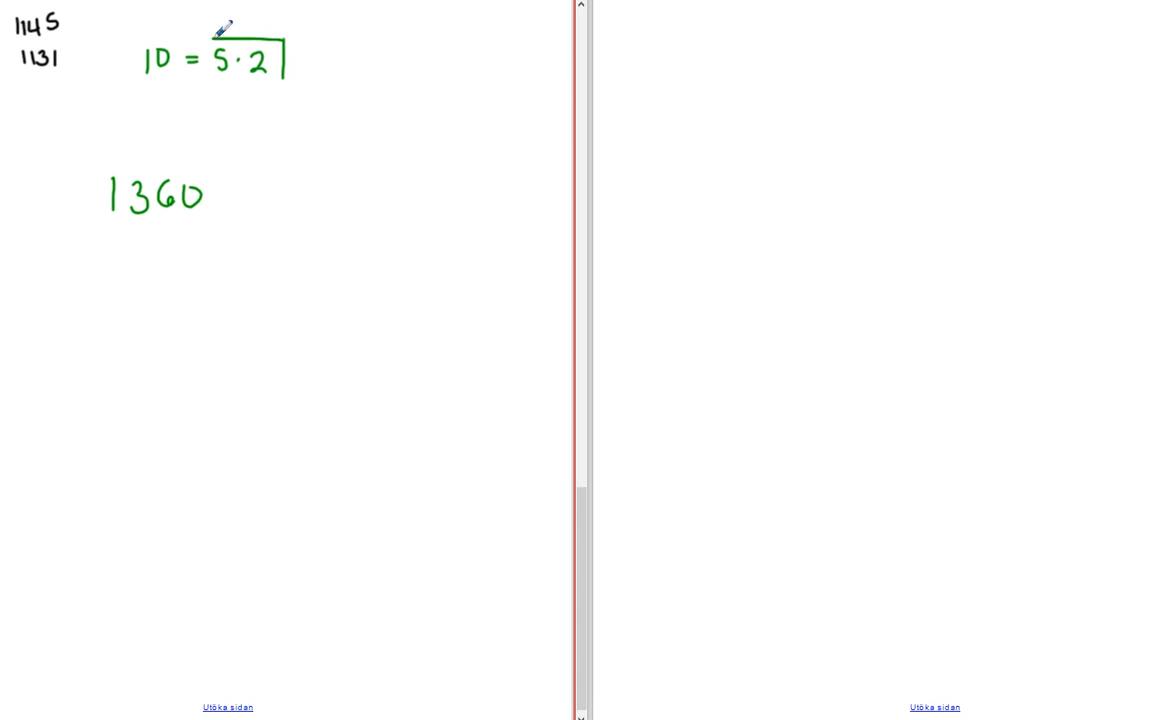 1145
1131
10 = 5 · 2
1360
Utöka sidan
Utöka sidan